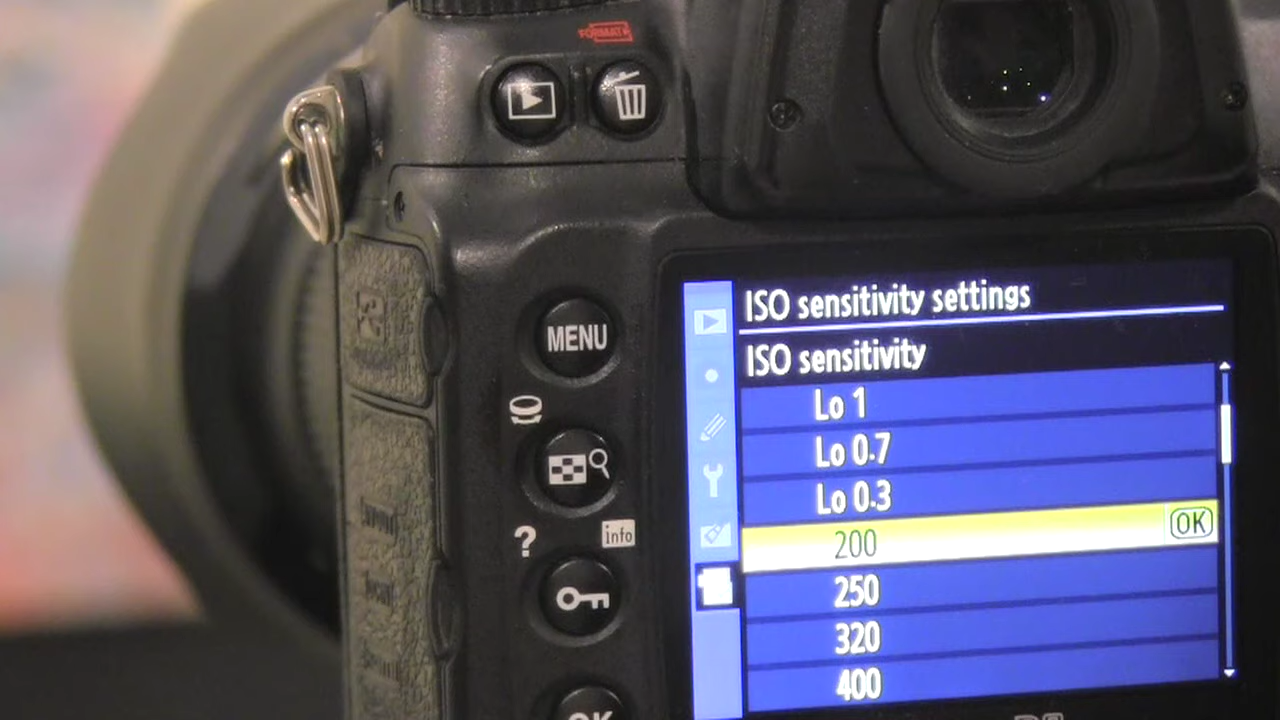 FORMAT
MENU
?
info
OK
ISO sensitivity settings
ISO sensitivity
Lo 1
Lo 0.7
Lo 0.3
200 OK
250
320
400